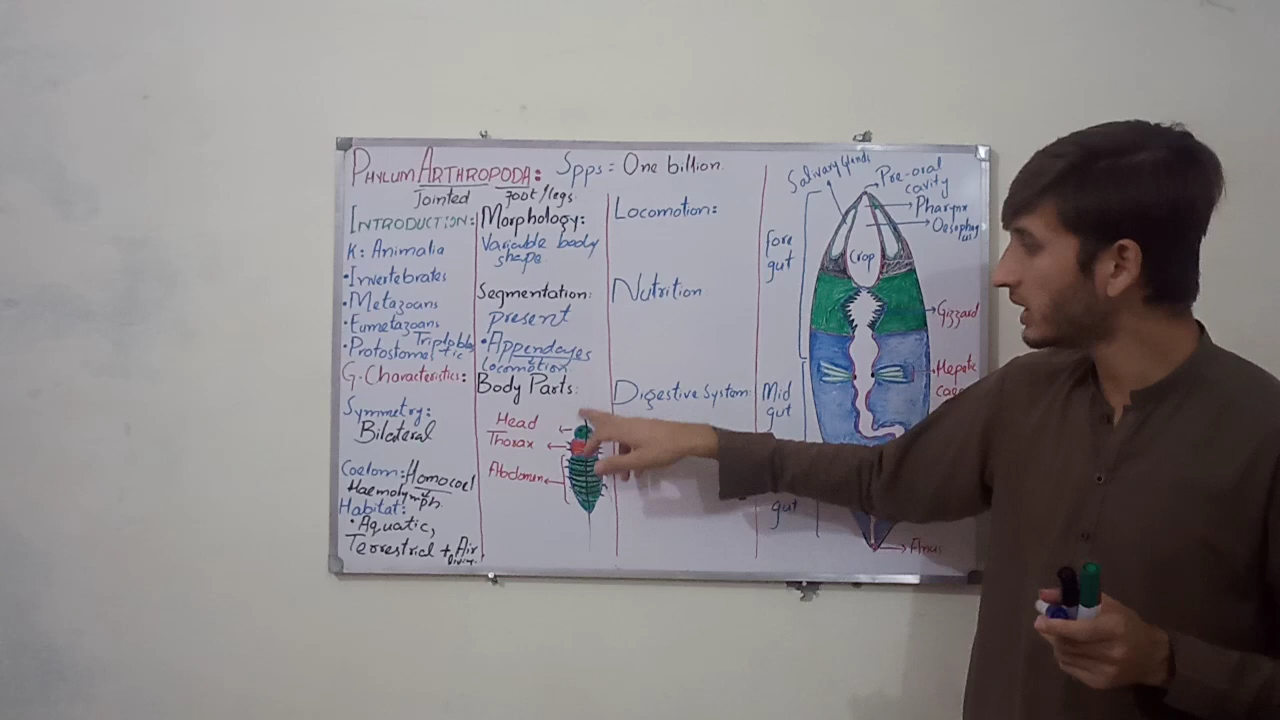 PHYLUM ARTHROPODA: Spps = One billion.
Jointed foot/legs.
INTRODUCTION:
K: Animalia
•Invertebrates
•Metazoans
•Eumetazoans
Triploblastic
•Protostomes
G. Characteristics:
Symmetry:
Bilateral
Coelom: Homocoel
Haemolymph.
Habitat:
•Aquatic,
Terrestrial + Air
Morphology:
Variable body
shape
Segmentation:
Present
•Appendages
locomotion
Body Parts:
Head
Thorax
Abdomen
Locomotion:
Nutrition
Digestive System:
Salivary glands
Pre-oral
cavity
Pharynx
Oesophagus
fore
gut
Crop
Gizzard
Mid
gut
Hepatic
gut
Anus